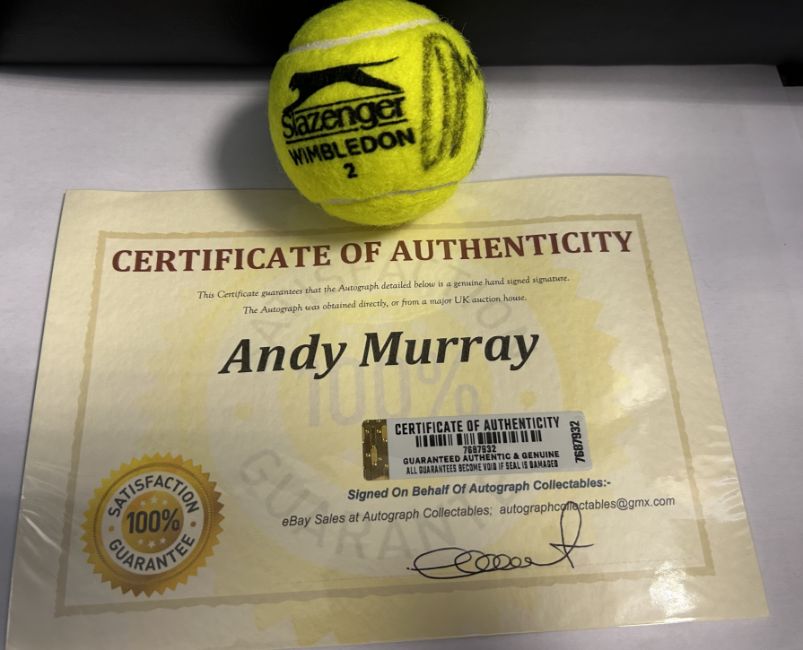 Slazenger
WIMBLEDON
2
CERTIFICATE OF AUTHENTICITY
This Certificate guarantees that the Autograph detailed below is a genuine hand signed signature.
The Autograph was obtained directly, or from a major UK auction house.
Andy Murray
100%
GUARANTEE
CERTIFICATE OF AUTHENTICITY
7687932
GUARANTEED AUTHENTIC & GENUINE
ALL GUARANTEES BECOME VOID IF SEAL IS DAMAGED
7687932
SATISFACTION
100%
GUARANTEE
Signed On Behalf Of Autograph Collectables:-
eBay Sales at Autograph Collectables; autographcollectables@gmx.com